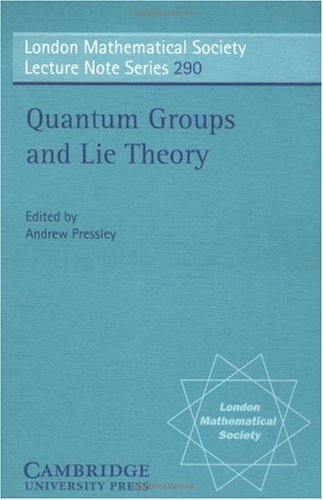 London Mathematical Society
Lecture Note Series 290
Quantum Groups
and Lie Theory
Edited by
Andrew Pressley
London
Mathematical
Society
CAMBRIDGE
UNIVERSITY PRESS